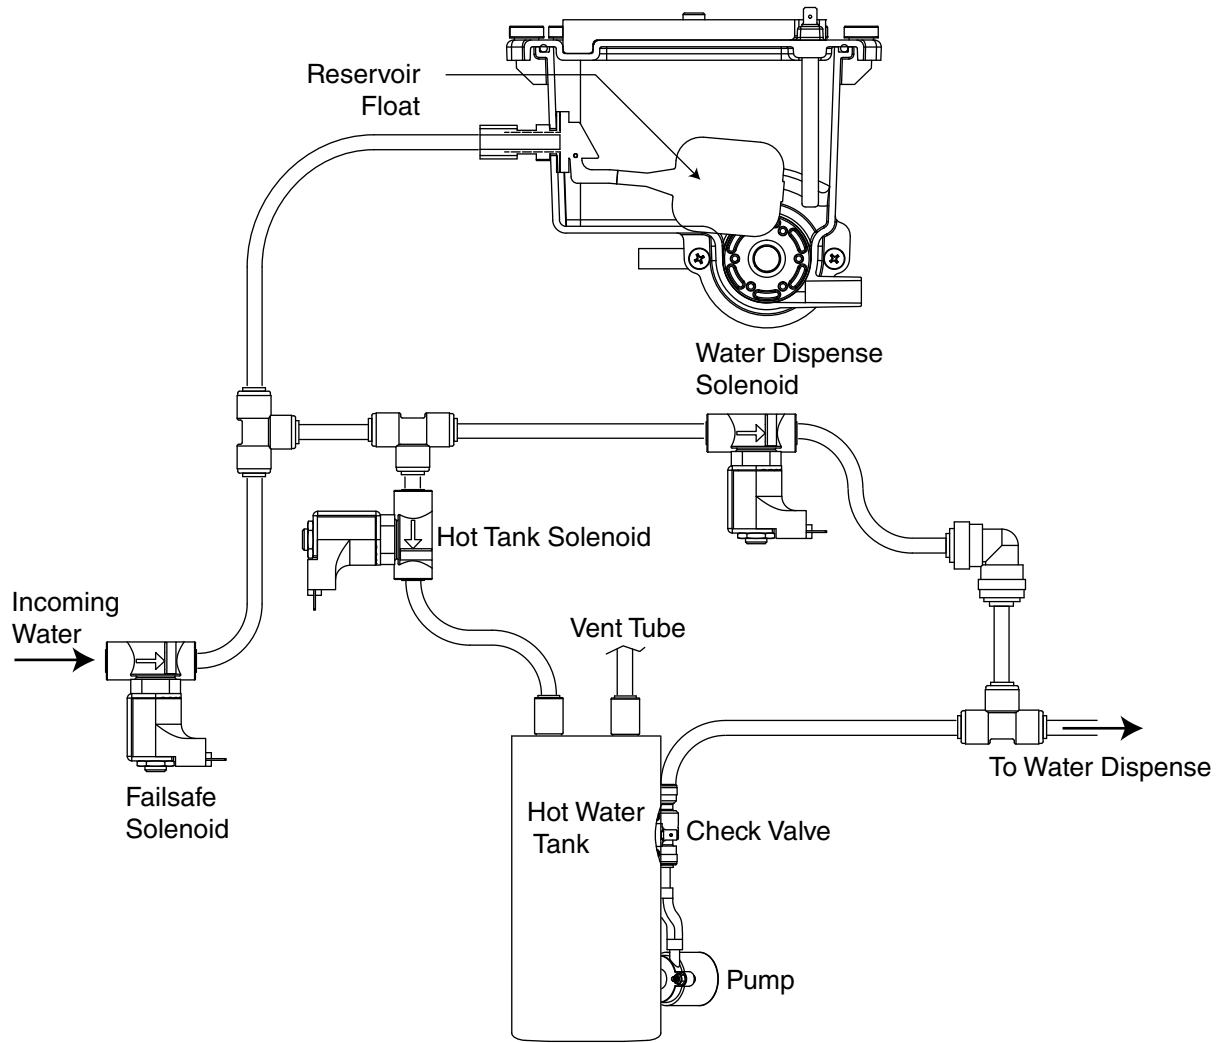 Reservoir
Float
Water Dispense
Solenoid
Hot Tank Solenoid
Incoming
Water
Vent Tube
To Water Dispense
Failsafe
Solenoid
Hot Water
Tank
Check Valve
Pump